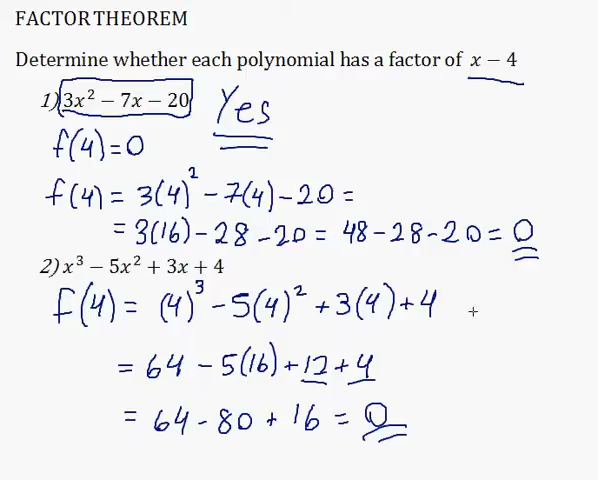 FACTOR THEOREM
Determine whether each polynomial has a factor of x − 4
1) 3x² − 7x − 20 Yes
f(4) = 0
f(4) = 3(4)² − 7(4) − 20 =
= 3(16) − 28 − 20 = 48 − 28 − 20 = 0
2) x³ − 5x² + 3x + 4
f(4) = (4)³ − 5(4)² + 3(4) + 4
= 64 − 5(16) + 12 + 4
= 64 − 80 + 16 = 0